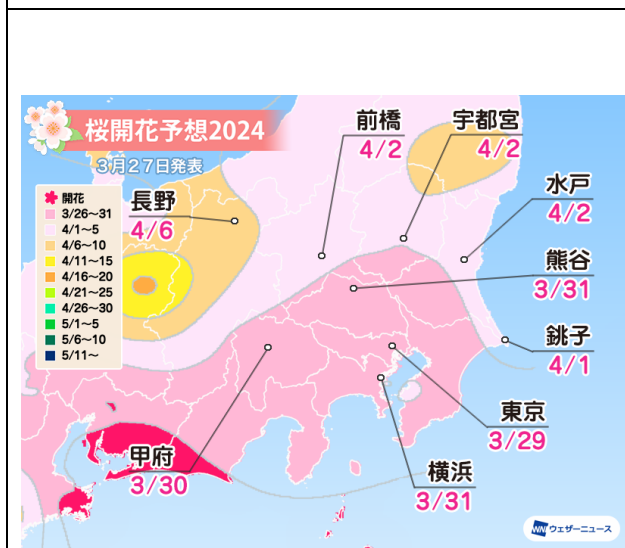 桜開花予想2024
3月27日発表
開花
3/26～31
4/1～5
4/6～10
4/11～15
4/16～20
4/21～25
4/26～30
5/1～5
5/6～10
5/11～
長野
4/6
前橋
4/2
宇都宮
4/2
水戸
4/2
熊谷
3/31
銚子
4/1
東京
3/29
横浜
3/31
甲府
3/30
WNI ウェザーニュース